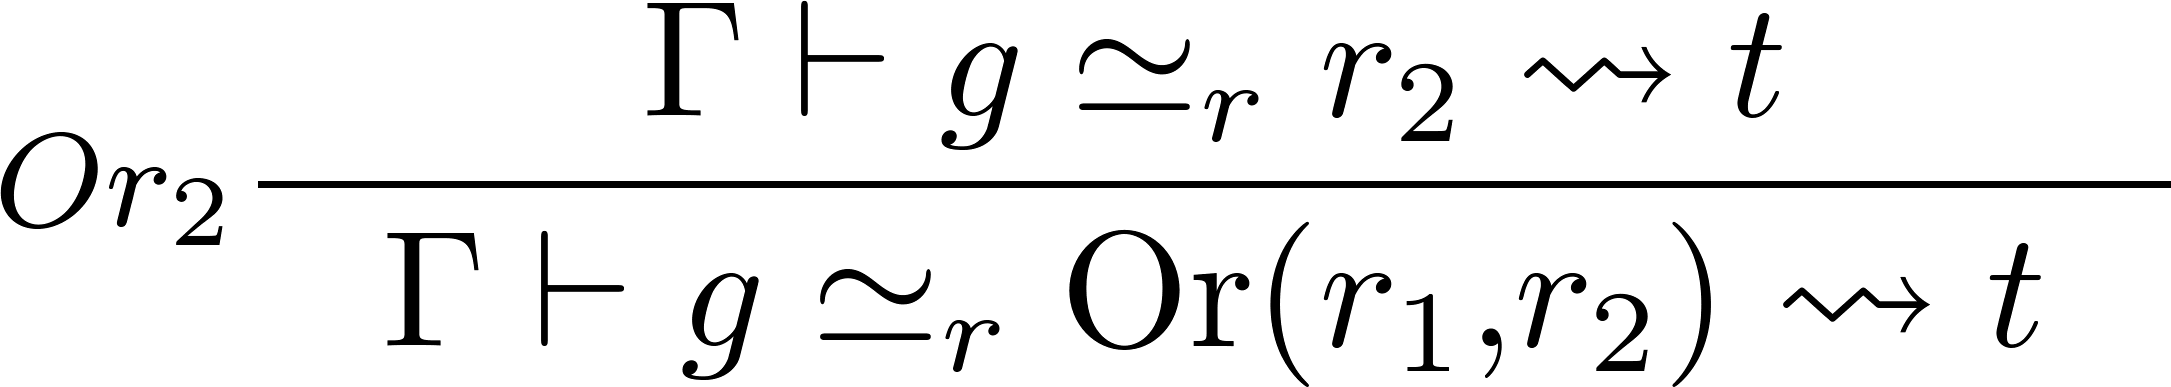 Γ ⊢ g ≃ᵣ r₂ ⇝ t
Or₂
Γ ⊢ g ≃ᵣ Or(r₁,r₂) ⇝ t